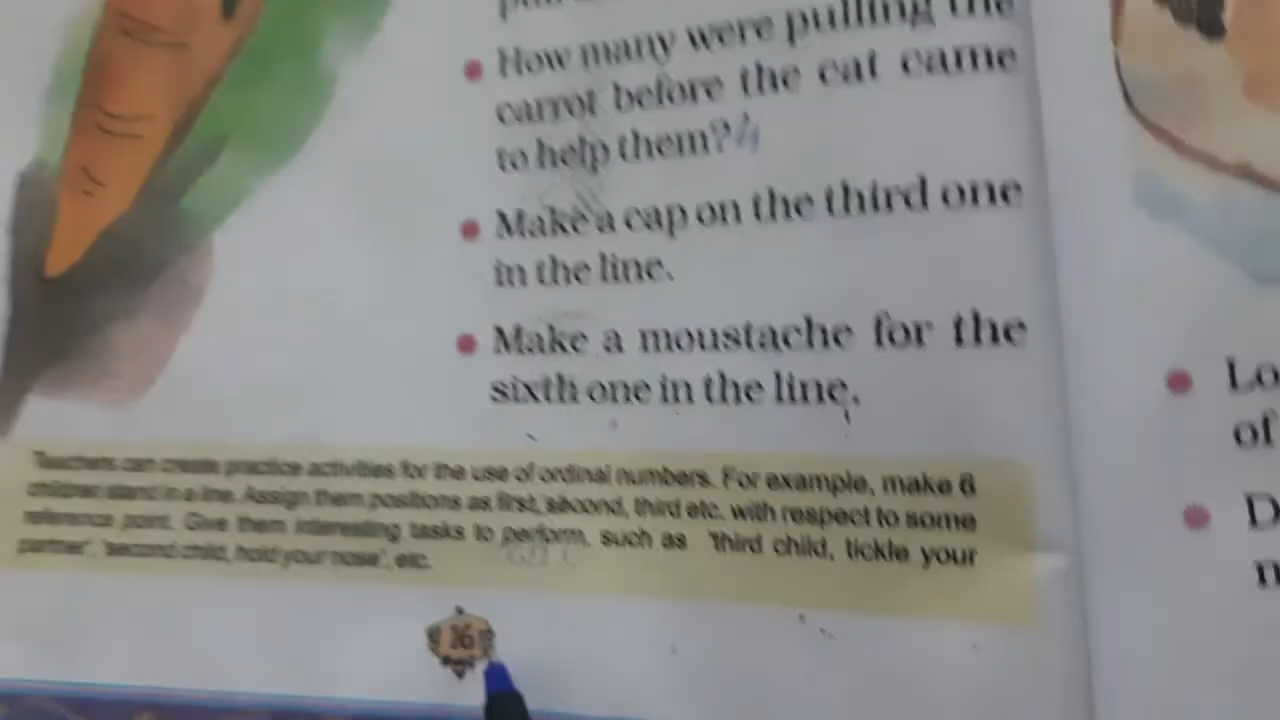 How many were pulling the
carrot before the cat came
to help them? 4
Make a cap on the third one
in the line.
Make a moustache for the
sixth one in the line.
Teachers can create practice activities for the use of ordinal numbers. For example, make 6
children stand in a line. Assign them positions as first, second, third etc. with respect to some
reference point. Give them interesting tasks to perform, such as 'third child, tickle your
partner', 'second child, hold your nose', etc.
16
Lo
of
D